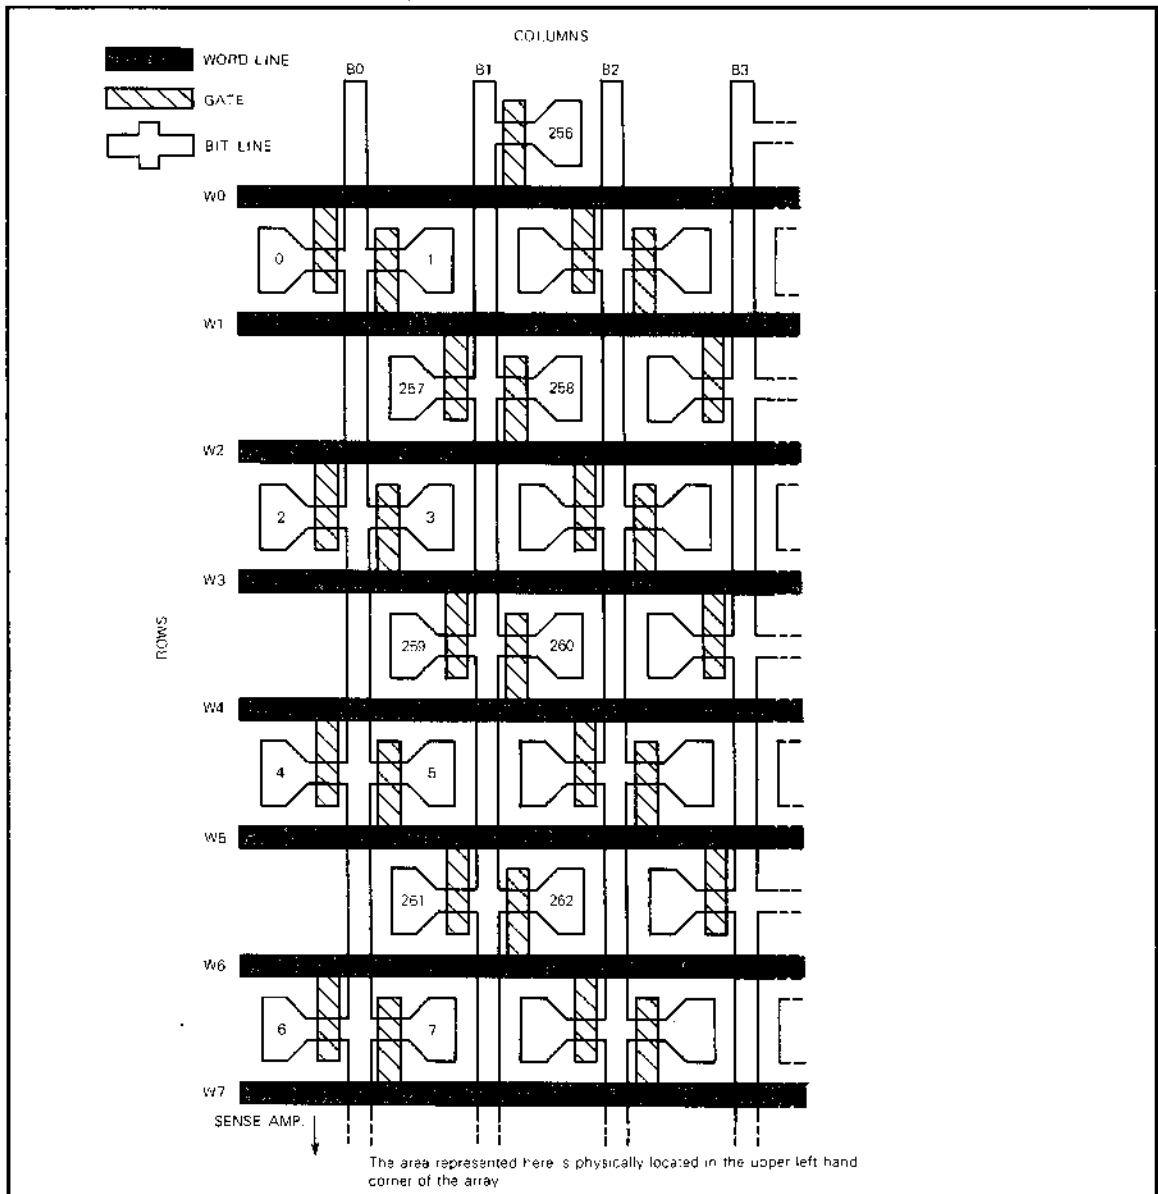 COLUMNS
WORD LINE
GATE
BIT LINE
B0 B1 B2 B3
256
W0
0 1
W1
257 258
W2
2 3
W3
259 260
ROWS
W4
4 5
W5
261 262
W6
6 7
W7
SENSE AMP.
The area represented here is physically located in the upper left hand
corner of the array